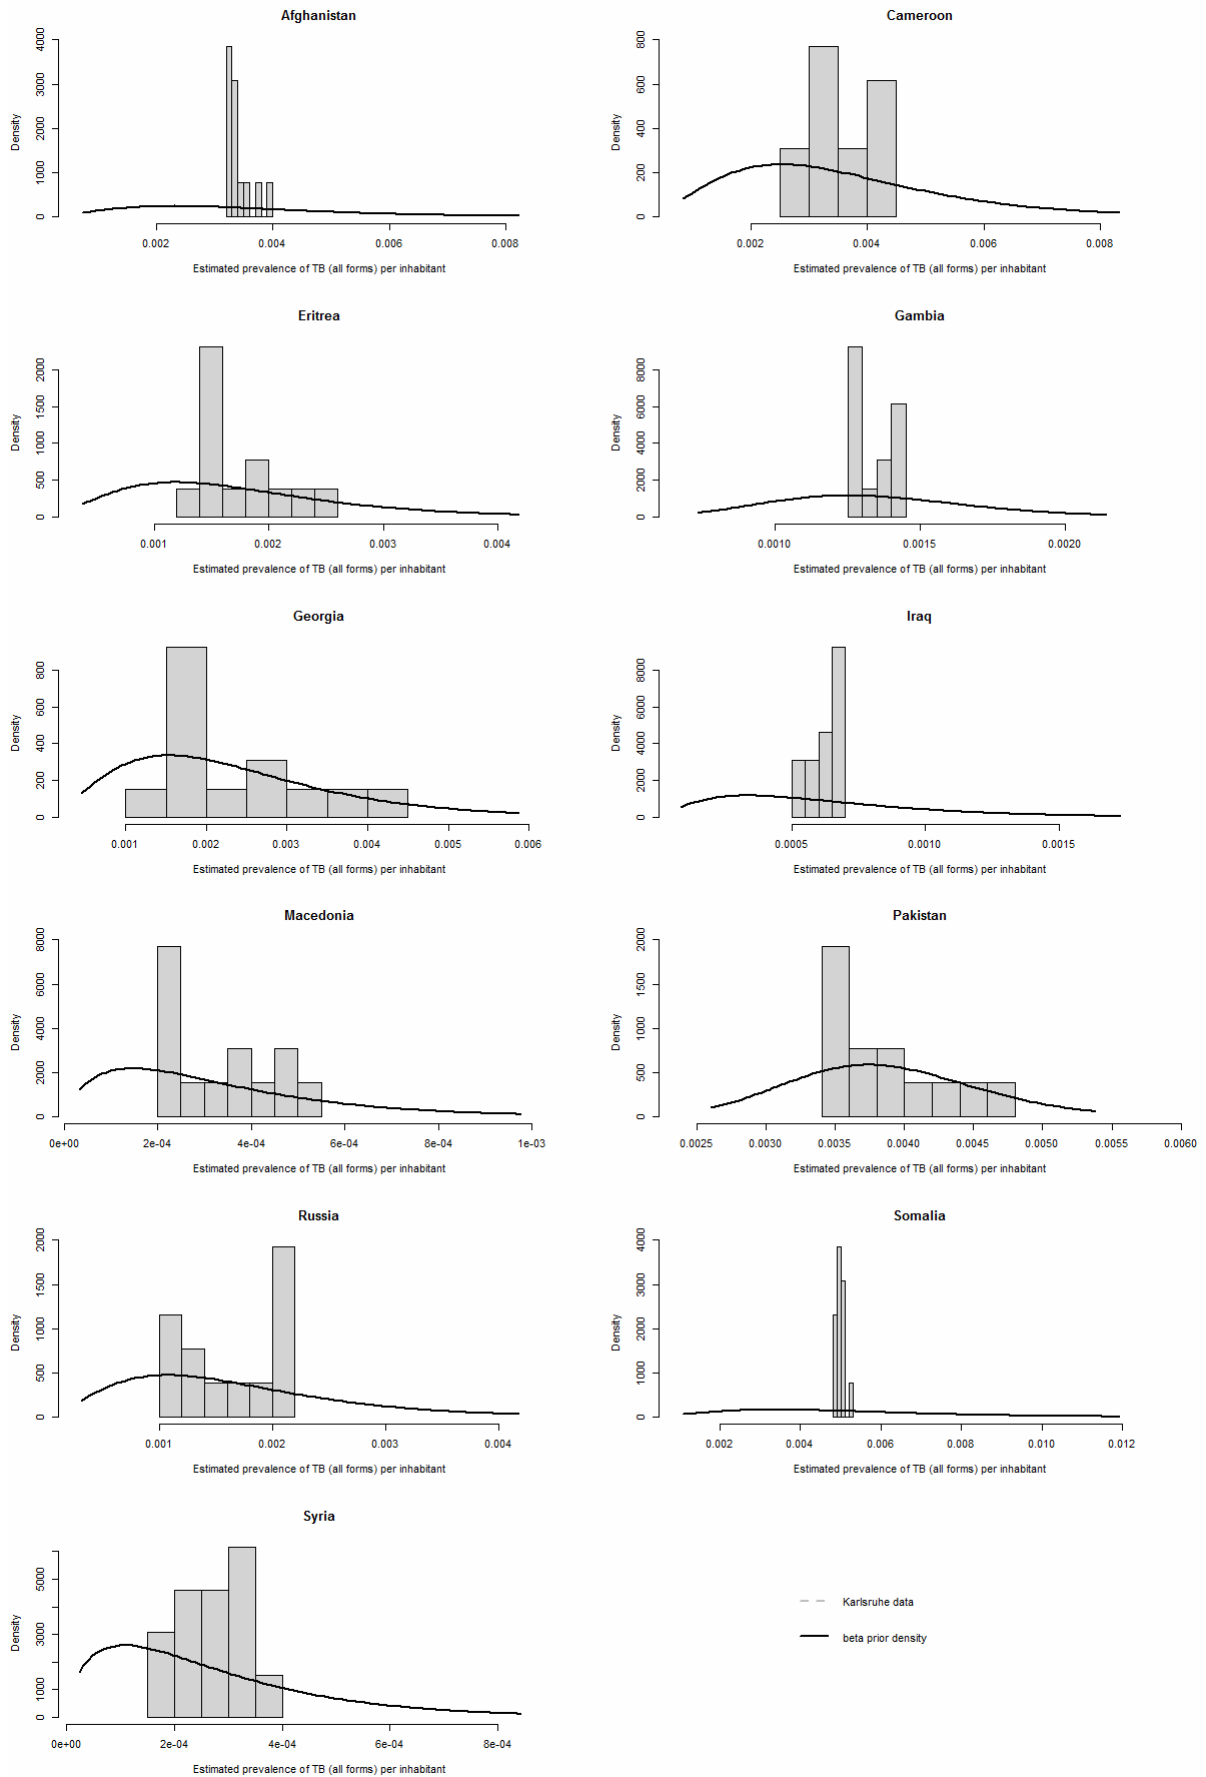 Afghanistan
Density
0 1000 2000 3000 4000
0.002 0.004 0.006 0.008
Estimated prevalence of TB (all forms) per inhabitant
Cameroon
Density
0 200 400 600 800
0.002 0.004 0.006 0.008
Estimated prevalence of TB (all forms) per inhabitant
Eritrea
Density
0 500 1000 1500 2000
0.001 0.002 0.003 0.004
Estimated prevalence of TB (all forms) per inhabitant
Gambia
Density
0 2000 4000 6000 8000
0.0010 0.0015 0.0020
Estimated prevalence of TB (all forms) per inhabitant
Georgia
Density
0 200 400 600 800
0.001 0.002 0.003 0.004 0.005 0.006
Estimated prevalence of TB (all forms) per inhabitant
Iraq
Density
0 2000 4000 6000 8000
0.0005 0.0010 0.0015
Estimated prevalence of TB (all forms) per inhabitant
Macedonia
Density
0 2000 4000 6000 8000
0e+00 2e-04 4e-04 6e-04 8e-04 1e-03
Estimated prevalence of TB (all forms) per inhabitant
Pakistan
Density
0 500 1000 1500 2000
0.0025 0.0030 0.0035 0.0040 0.0045 0.0050 0.0055 0.0060
Estimated prevalence of TB (all forms) per inhabitant
Russia
Density
0 500 1000 1500 2000
0.001 0.002 0.003 0.004
Estimated prevalence of TB (all forms) per inhabitant
Somalia
Density
0 1000 2000 3000 4000
0.002 0.004 0.006 0.008 0.010 0.012
Estimated prevalence of TB (all forms) per inhabitant
Syria
Density
0 1000 3000 5000
0e+00 2e-04 4e-04 6e-04 8e-04
Estimated prevalence of TB (all forms) per inhabitant
Karlsruhe data
beta prior density